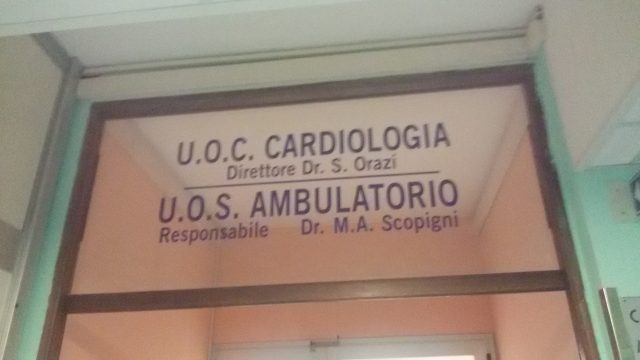 U.O.C. CARDIOLOGIA
Direttore Dr. S. Orazi
U.O.S. AMBULATORIO
Responsabile Dr. M.A. Scopigni